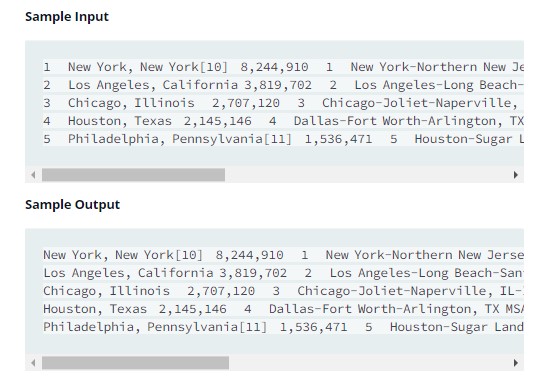 Sample Input
1 New York, New York[10] 8,244,910 1 New York-Northern New Je
2 Los Angeles, California 3,819,702 2 Los Angeles-Long Beach-
3 Chicago, Illinois 2,707,120 3 Chicago-Joliet-Naperville,
4 Houston, Texas 2,145,146 4 Dallas-Fort Worth-Arlington, TX
5 Philadelphia, Pennsylvania[11] 1,536,471 5 Houston-Sugar L
Sample Output
New York, New York[10] 8,244,910 1 New York-Northern New Jerse
Los Angeles, California 3,819,702 2 Los Angeles-Long Beach-San
Chicago, Illinois 2,707,120 3 Chicago-Joliet-Naperville, IL-
Houston, Texas 2,145,146 4 Dallas-Fort Worth-Arlington, TX MSA
Philadelphia, Pennsylvania[11] 1,536,471 5 Houston-Sugar Land